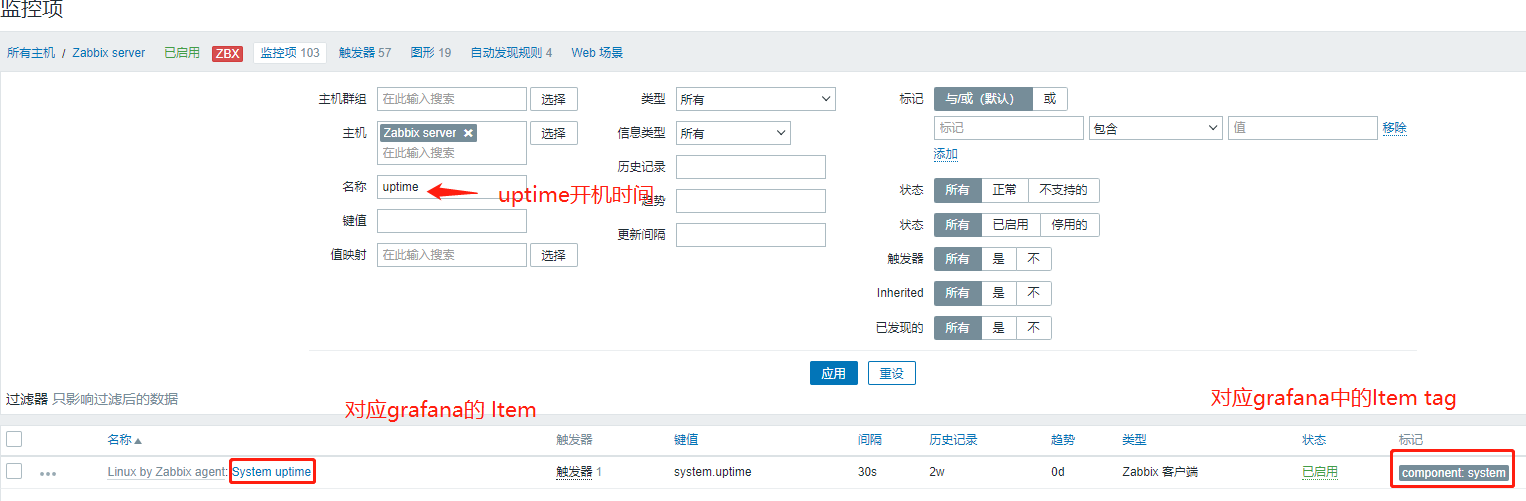 监控项
所有主机 / Zabbix server 已启用 ZBX 监控项 103 触发器 57 图形 19 自动发现规则 4 Web 场景
主机群组 在此输入搜索 选择 类型 所有 标记 与/或（默认） 或
标记 包含 值 移除
主机 Zabbix server 在此输入搜索 选择 信息类型 所有
添加
历史记录
名称 uptime uptime开机时间 趋势 状态 所有 正常 不支持的
键值 更新间隔 状态 所有 已启用 停用的
值映射 在此输入搜索 选择 触发器 所有 是 不
Inherited 所有 是 不
已发现的 所有 是 不
应用 重设
过滤器 只影响过滤后的数据
对应grafana的 Item 对应grafana中的Item tag
名称 触发器 键值 间隔 历史记录 趋势 类型 状态 标记
Linux by Zabbix agent: System uptime 触发器 1 system.uptime 30s 2w 0d Zabbix 客户端 已启用 component: system